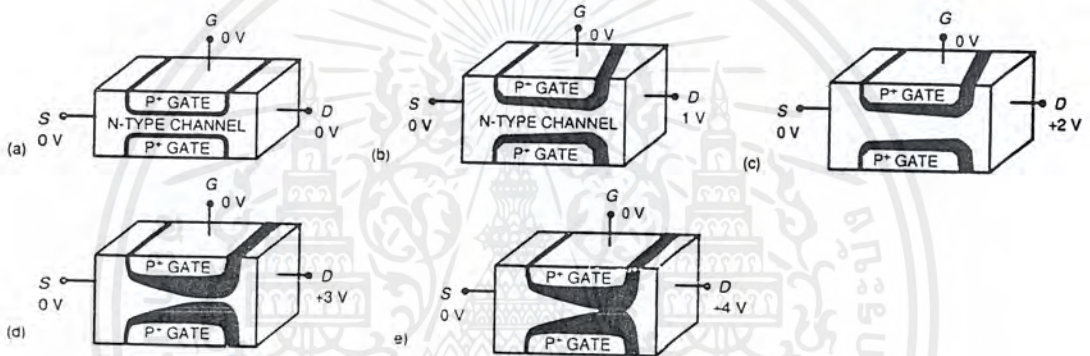 G
0 V
P⁺ GATE
S
0 V
N-TYPE CHANNEL
D
0 V
P⁺ GATE
(a)
G
0 V
P⁺ GATE
S
0 V
N-TYPE CHANNEL
D
1 V
P⁺ GATE
(b)
G
0 V
P⁺ GATE
S
0 V
D
+2 V
P⁺ GATE
(c)
G
0 V
P⁺ GATE
S
0 V
D
+3 V
P⁺ GATE
(d)
G
0 V
P⁺ GATE
S
0 V
D
+4 V
P⁺ GATE
e)